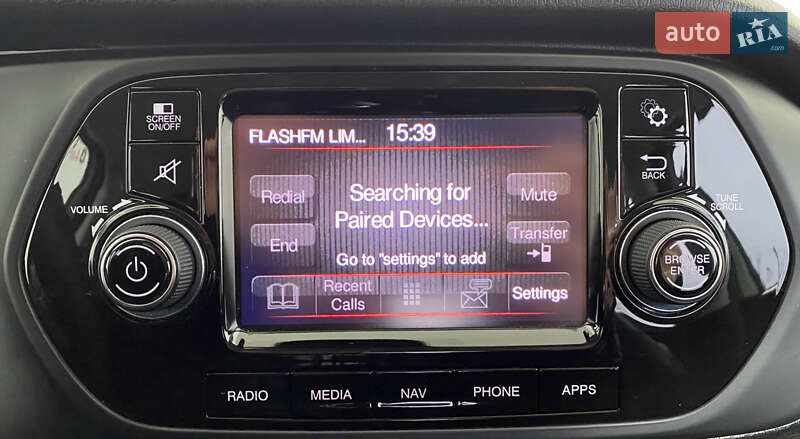 auto RIA.com
SCREEN
ON/OFF
FLASHFM LIM... 15:39
BACK
VOLUME
TUNE
SCROLL
Redial
Searching for
Paired Devices...
Mute
End
Transfer
Go to "settings" to add
BROWSE
ENTER
Recent
Calls
Settings
RADIO MEDIA NAV PHONE APPS